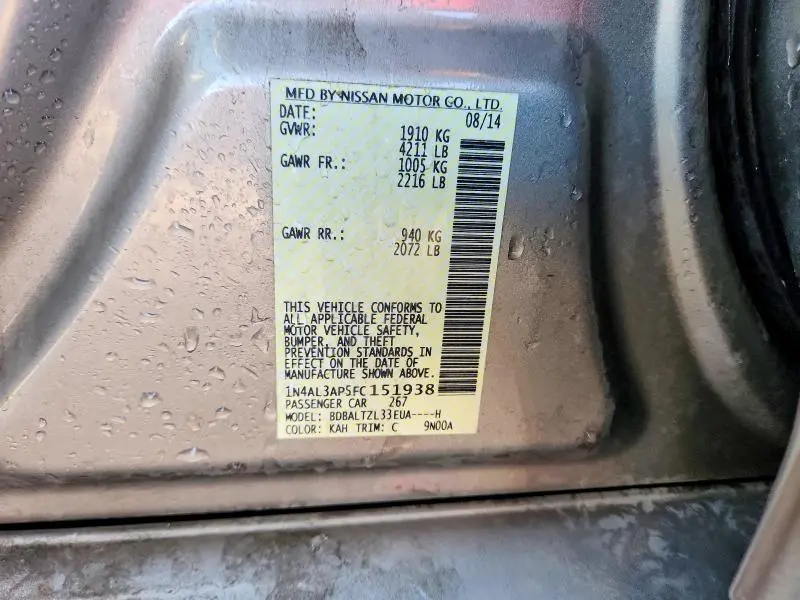 MFD BY NISSAN MOTOR CO., LTD.
DATE: 08/14
GVWR: 1910 KG
4211 LB
GAWR FR.: 1005 KG
2216 LB
GAWR RR.: 940 KG
2072 LB
THIS VEHICLE CONFORMS TO
ALL APPLICABLE FEDERAL
MOTOR VEHICLE SAFETY,
BUMPER, AND THEFT
PREVENTION STANDARDS IN
EFFECT ON THE DATE OF
MANUFACTURE SHOWN ABOVE.
1N4AL3AP5FC151938
PASSENGER CAR 267
MODEL: BDBALTZL33EUA----H
COLOR: KAH TRIM: C 9N00A